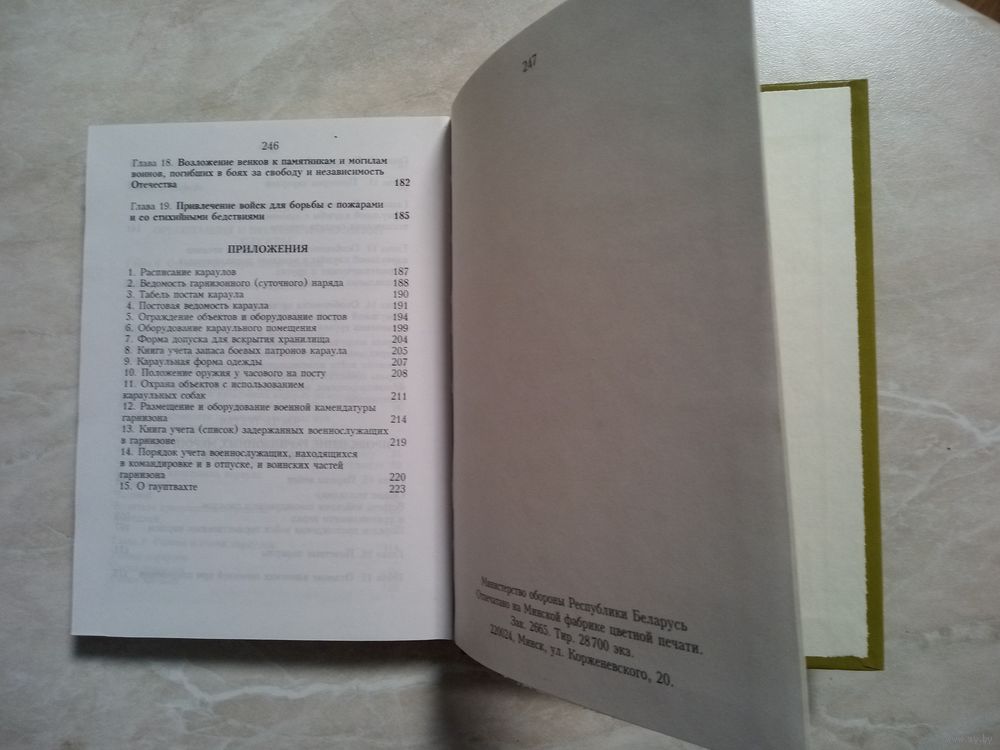 246
Глава 18. Возложение венков к памятникам и могилам
воинов, погибших в боях за свободу и независимость
Отечества 182
Глава 19. Привлечение войск для борьбы с пожарами
и со стихийными бедствиями 185
ПРИЛОЖЕНИЯ
1. Расписание караулов 187
2. Ведомость гарнизонного (суточного) наряда 188
3. Табель постам караула 190
4. Постовая ведомость караула 191
5. Ограждение объектов и оборудование постов 194
6. Оборудование караульного помещения 199
7. Форма допуска для вскрытия хранилища 204
8. Книга учета запаса боевых патронов караула 205
9. Караульная форма одежды 207
10. Положение оружия у часового на посту 208
11. Охрана объектов с использованием
караульных собак 211
12. Размещение и оборудование военной камендатуры
гарнизона 214
13. Книга учета (список) задержанных военнослужащих
в гарнизоне 219
14. Порядок учета военнослужащих, находящихся
в командировке и в отпуске, и воинских частей
гарнизона 220
15. О гауптвахте 223
247
Министерство обороны Республики Беларусь
Отпечатано на Минской фабрике цветной печати.
Зак. 2665. Тир. 28700 экз.
220024, Минск, ул. Корженевского, 20.
www.ay.by